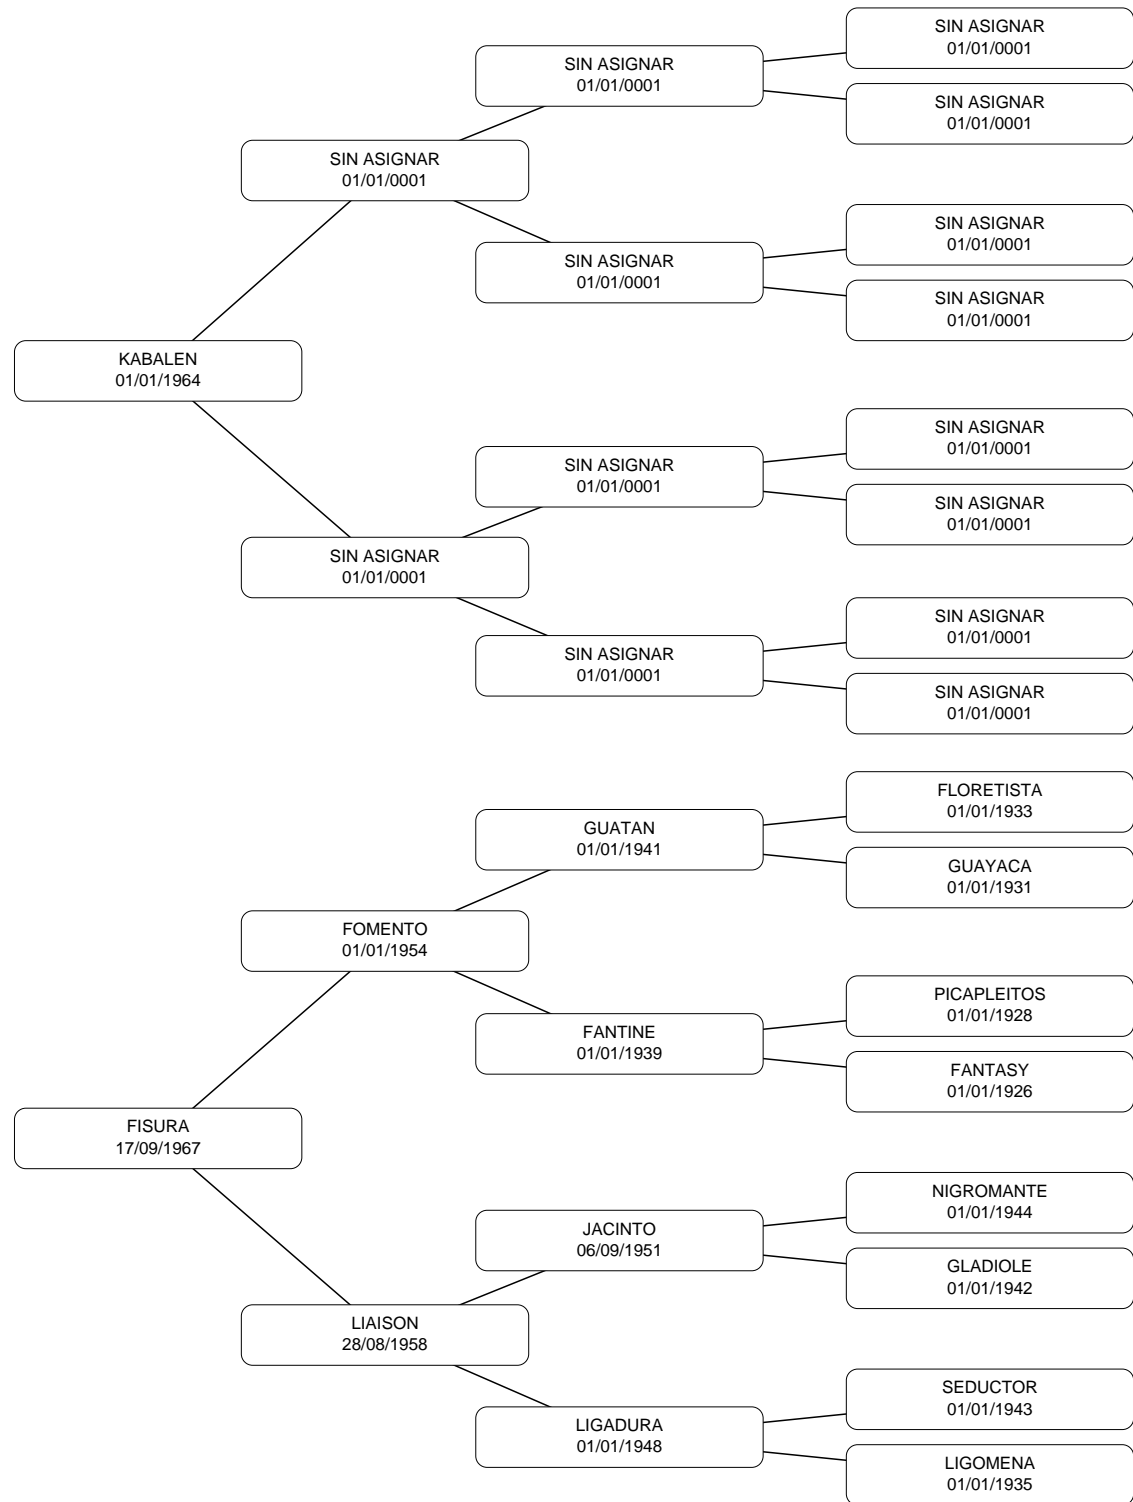 SIN ASIGNAR
01/01/0001
SIN ASIGNAR
01/01/0001
SIN ASIGNAR
01/01/0001
SIN ASIGNAR
01/01/0001
SIN ASIGNAR
01/01/0001
SIN ASIGNAR
01/01/0001
SIN ASIGNAR
01/01/0001
KABALEN
01/01/1964
SIN ASIGNAR
01/01/0001
SIN ASIGNAR
01/01/0001
SIN ASIGNAR
01/01/0001
SIN ASIGNAR
01/01/0001
SIN ASIGNAR
01/01/0001
SIN ASIGNAR
01/01/0001
SIN ASIGNAR
01/01/0001
FLORETISTA
01/01/1933
GUATAN
01/01/1941
GUAYACA
01/01/1931
FOMENTO
01/01/1954
PICAPLEITOS
01/01/1928
FANTINE
01/01/1939
FANTASY
01/01/1926
FISURA
17/09/1967
NIGROMANTE
01/01/1944
JACINTO
06/09/1951
GLADIOLE
01/01/1942
LIAISON
28/08/1958
SEDUCTOR
01/01/1943
LIGADURA
01/01/1948
LIGOMENA
01/01/1935